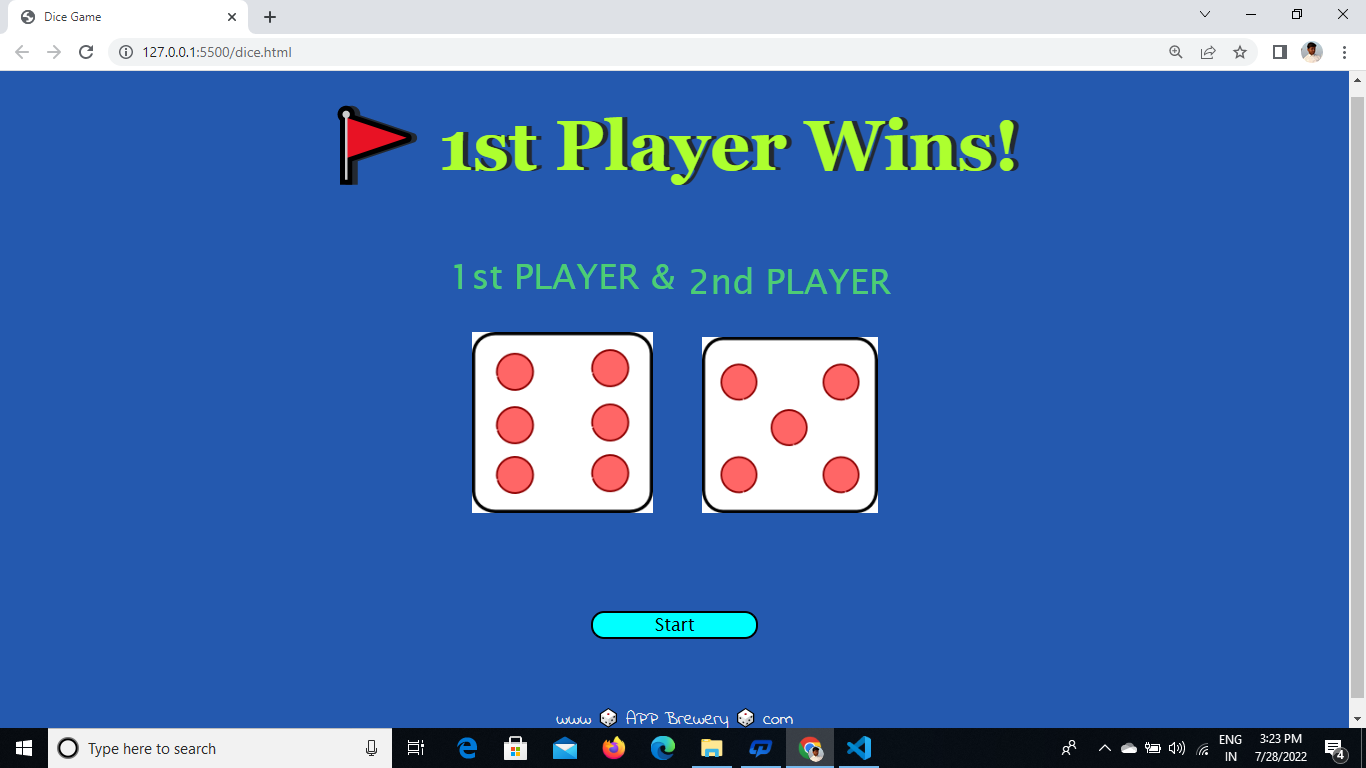 Dice Game
127.0.0.1:5500/dice.html
1st Player Wins!
1st PLAYER & 2nd PLAYER
Start
www APP Brewery com
Type here to search
ENG
IN
3:23 PM
7/28/2022
4